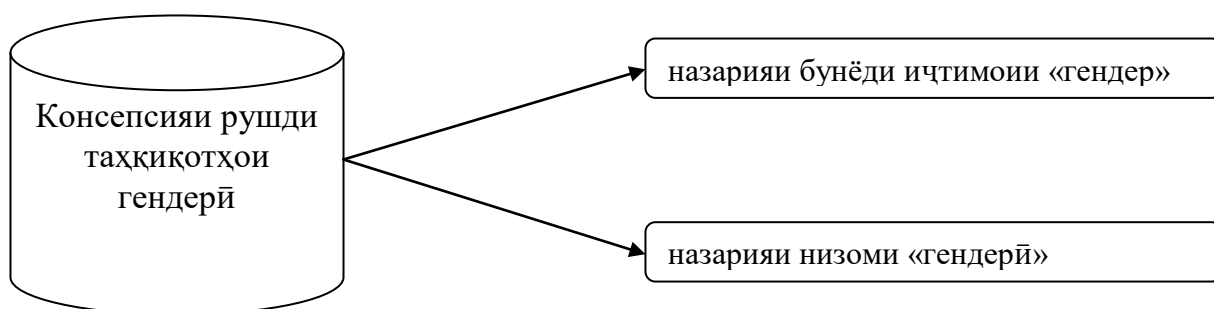 Консепсияи рушди
таҳқиқотҳои
гендерӣ
назарияи бунёди иҷтимоии «гендер»
назарияи низоми «гендерӣ»